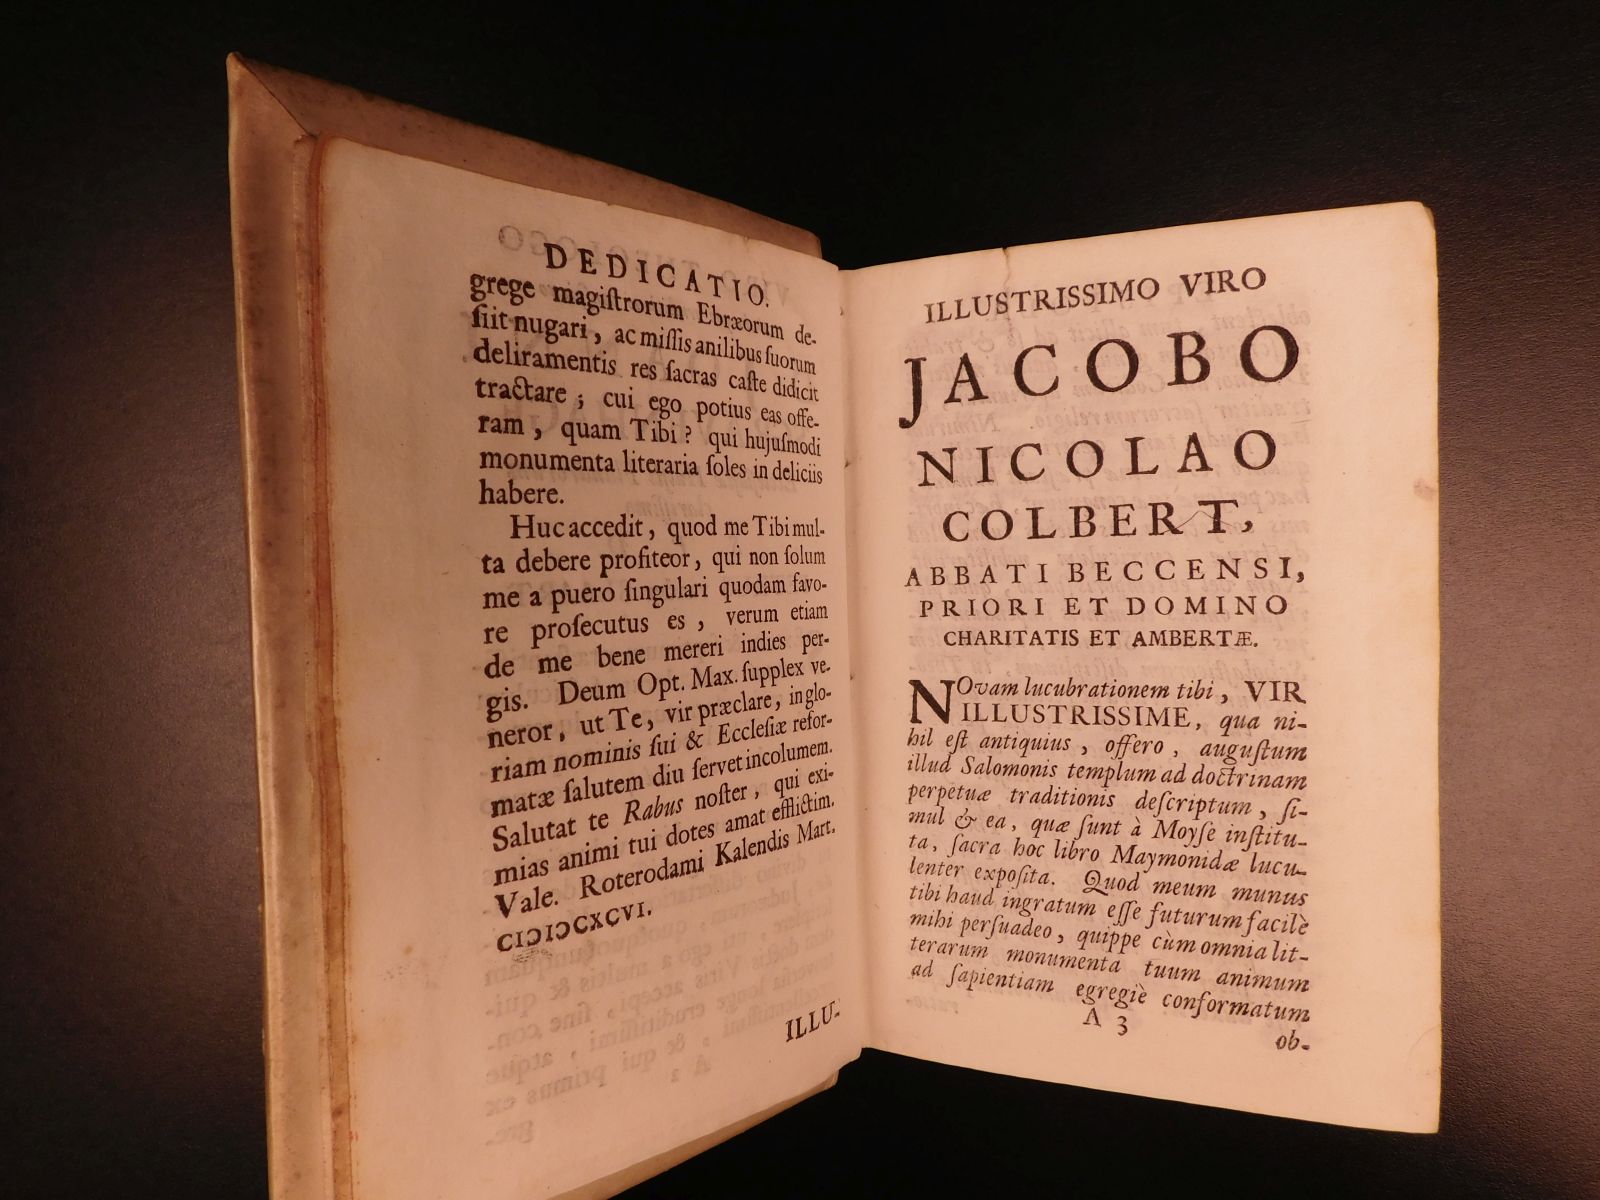 DEDICATIO.
grege magiſtrorum Ebræorum de-
ſiit nugari, ac miſſis anilibus ſuorum
deliramentis res ſacras caſte didicit
tractare; cui ego potius eas offe-
ram, quam Tibi? qui hujuſmodi
monumenta literaria ſoles in deliciis
habere.
Huc accedit, quod me Tibi mul-
ta debere profiteor, qui non ſolum
me a puero ſingulari quodam favo-
re proſecutus es, verum etiam
de me bene mereri indies per-
gis. Deum Opt. Max. ſupplex ve-
neror, ut Te, vir præclare, in glo-
riam nominis ſui & Eccleſiæ refor-
matæ ſalutem diu ſervet incolumem.
Salutat te Rabus noſter, qui exi-
mias animi tui dotes amat efflictim.
Vale. Roterodami Kalendis Mart.
CIƆIƆCXCVI.
ILLU-
ILLUSTRISSIMO VIRO
JACOBO
NICOLAO
COLBERT,
ABBATI BECCENSI,
PRIORI ET DOMINO
CHARITATIS ET AMBERTÆ.
NOvam lucubrationem tibi, VIR
ILLUSTRISSIME, qua ni-
hil eſt antiquius, offero, auguſtum
illud Salomonis templum ad doctrinam
perpetuæ traditionis deſcriptum, ſi-
mul & ea, quæ ſunt à Moyſe inſtitu-
ta, ſacra hoc libro Maymonidæ lucu-
lenter expoſita. Quod meum munus
tibi haud ingratum eſſe futurum facilè
mihi perſuadeo, quippe cùm omnia lit-
terarum monumenta tuum animum
ad ſapientiam egregiè conformatum
A 3
ob-